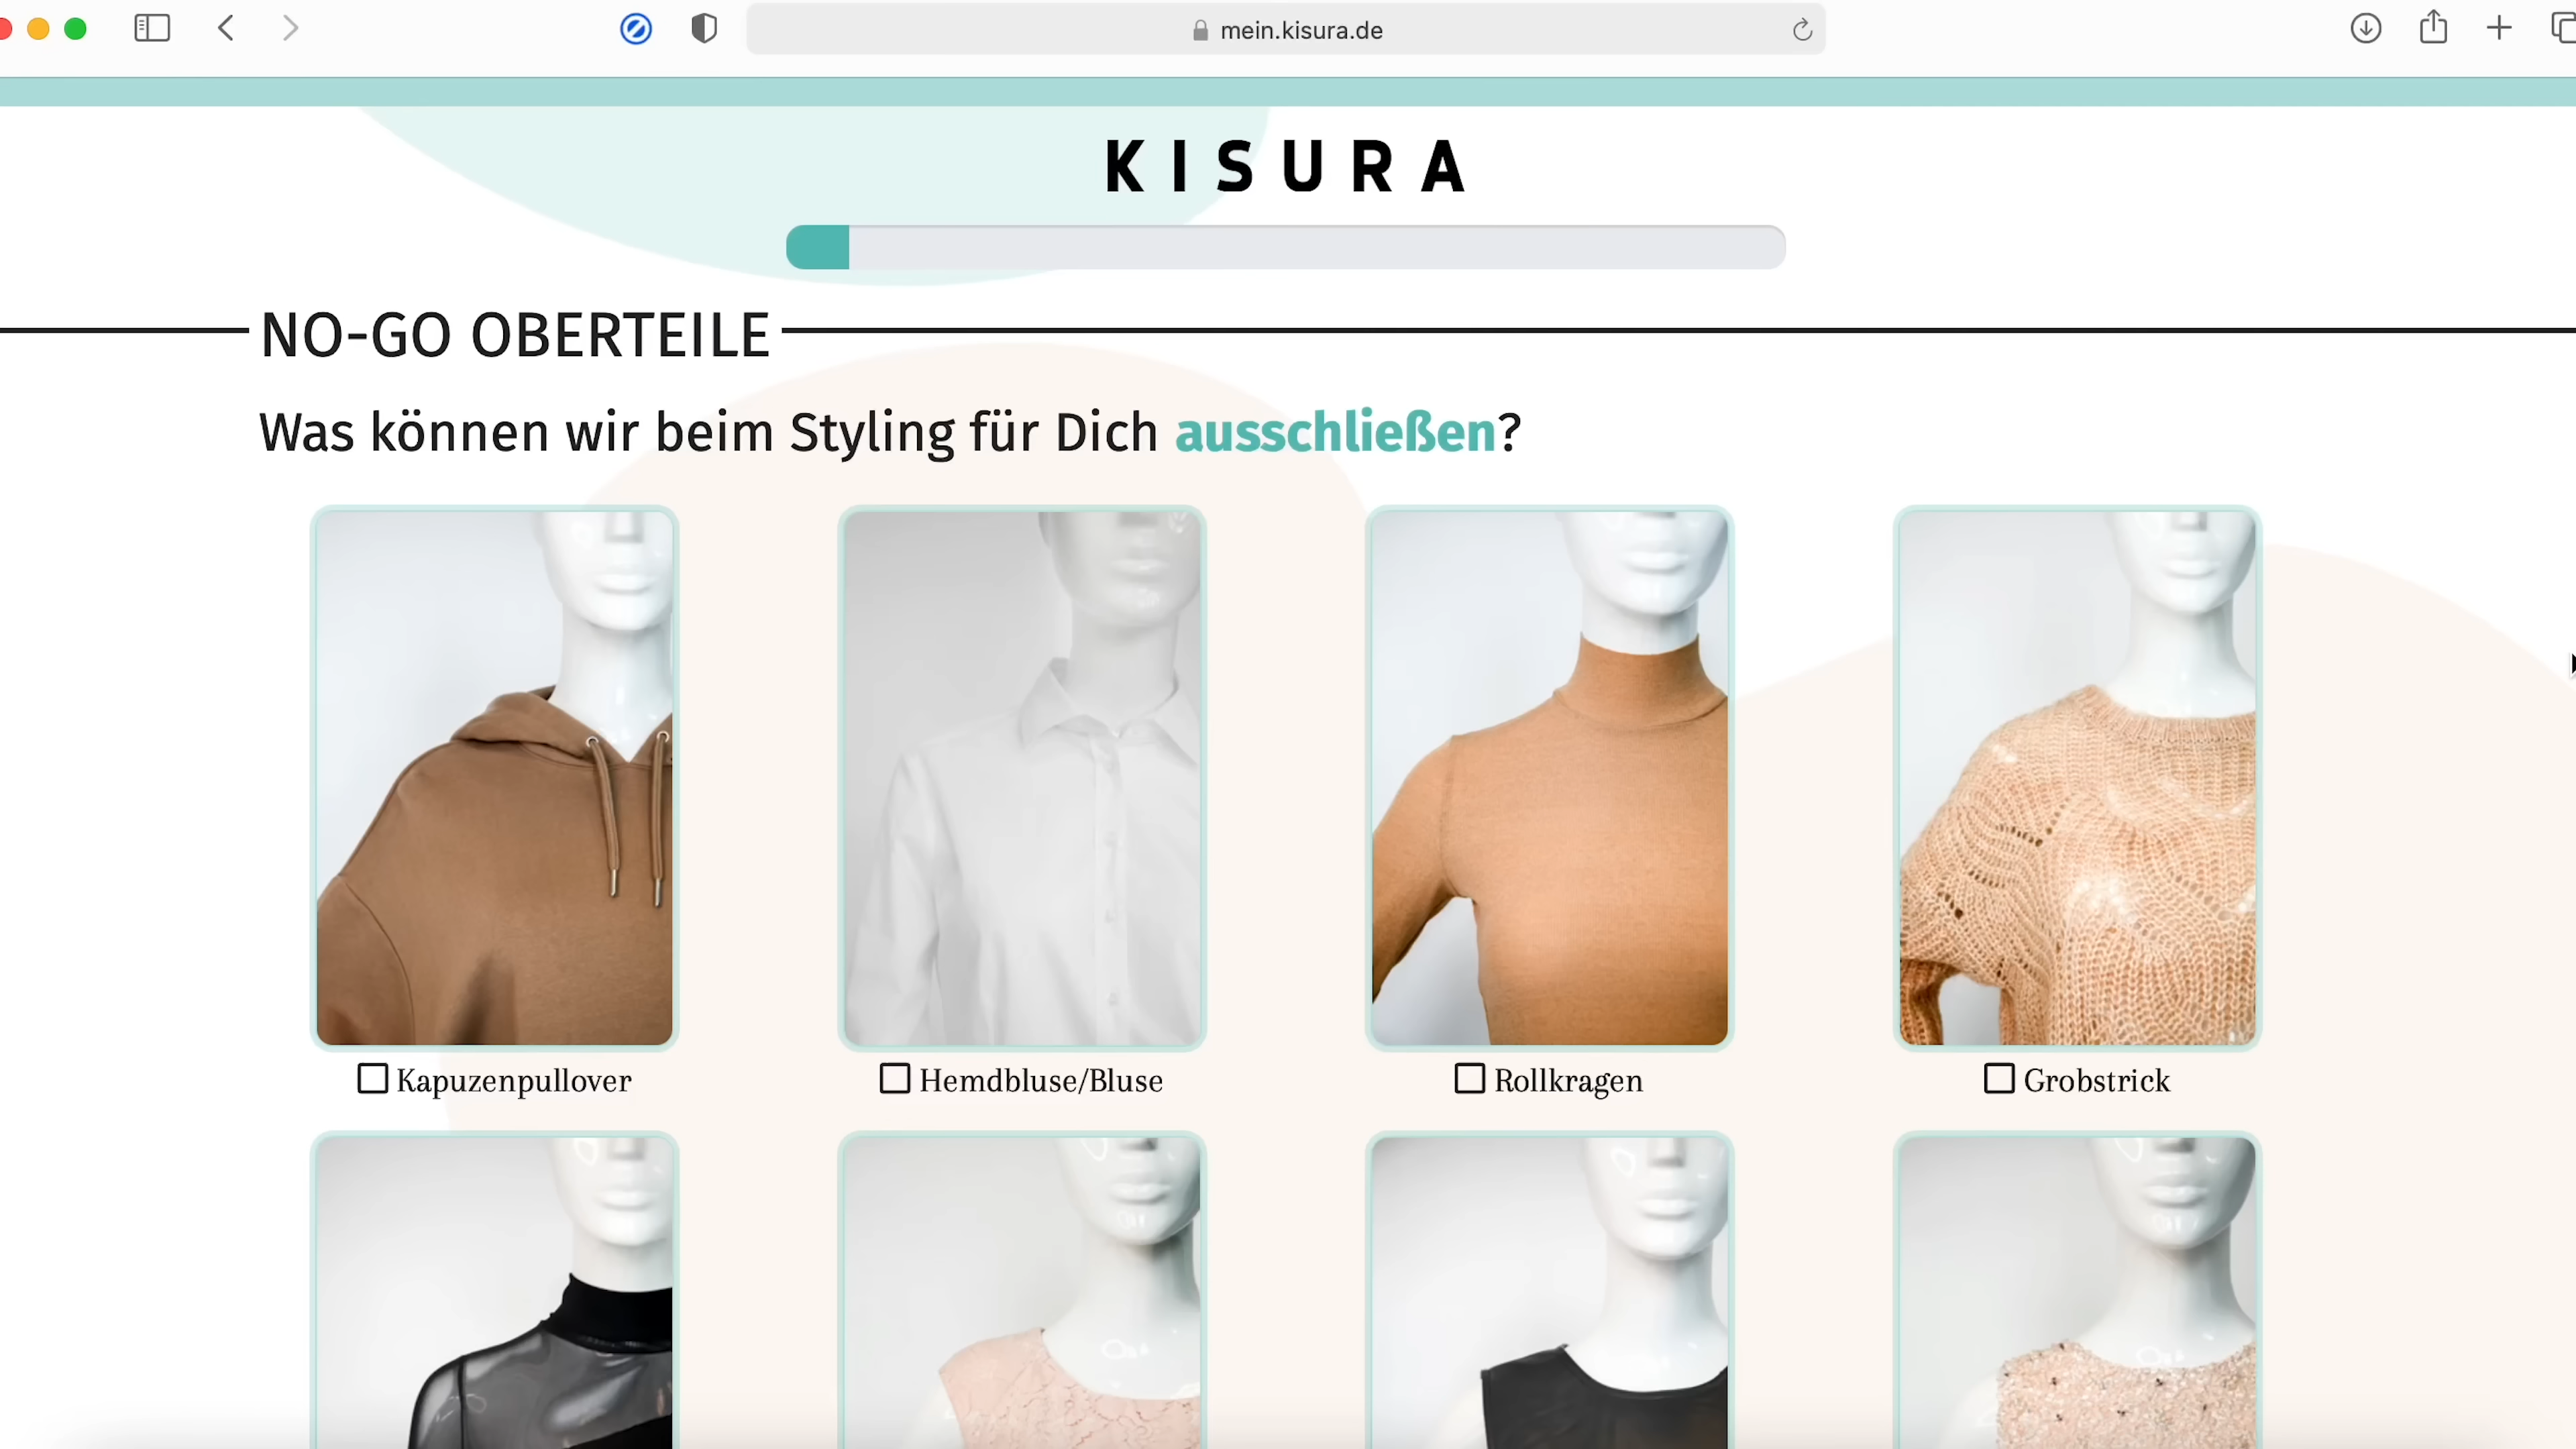 mein.kisura.de
KISURA
NO-GO OBERTEILE
Was können wir beim Styling für Dich ausschließen?
Kapuzenpullover
Hemdbluse/Bluse
Rollkragen
Grobstrick